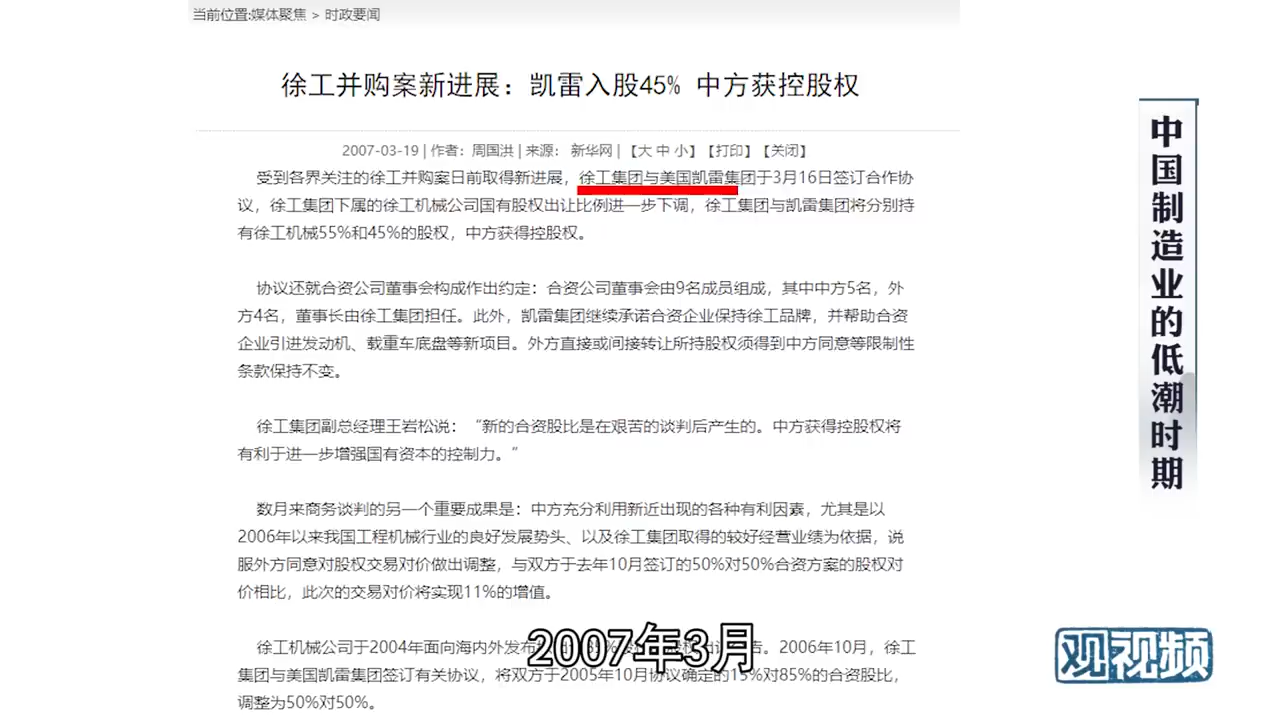 当前位置:媒体聚焦 > 时政要闻
徐工并购案新进展：凯雷入股45% 中方获控股权
2007-03-19 | 作者：周国洪 | 来源： 新华网 | 【大 中 小】【打印】【关闭】
受到各界关注的徐工并购案日前取得新进展，徐工集团与美国凯雷集团于3月16日签订合作协
议，徐工集团下属的徐工机械公司国有股权出让比例进一步下调，徐工集团与凯雷集团将分别持
有徐工机械55%和45%的股权，中方获得控股权。
协议还就合资公司董事会构成作出约定：合资公司董事会由9名成员组成，其中中方5名，外
方4名，董事长由徐工集团担任。此外，凯雷集团继续承诺合资企业保持徐工品牌，并帮助合资
企业引进发动机、载重车底盘等新项目。外方直接或间接转让所持股权须得到中方同意等限制性
条款保持不变。
徐工集团副总经理王岩松说：“新的合资股比是在艰苦的谈判后产生的。中方获得控股权将
有利于进一步增强国有资本的控制力。”
数月来商务谈判的另一个重要成果是：中方充分利用新近出现的各种有利因素，尤其是以
2006年以来我国工程机械行业的良好发展势头、以及徐工集团取得的较好经营业绩为依据，说
服外方同意对股权交易对价做出调整，与双方于去年10月签订的50%对50%合资方案的股权对
价相比，此次的交易对价将实现11%的增值。
徐工机械公司于2004年面向海内外发布 告。2006年10月，徐工
集团与美国凯雷集团签订有关协议，将双方于2005年10月协议确定的15%对85%的合资股比，
调整为50%对50%。
2007年3月
中国制造业的低潮时期
观视频